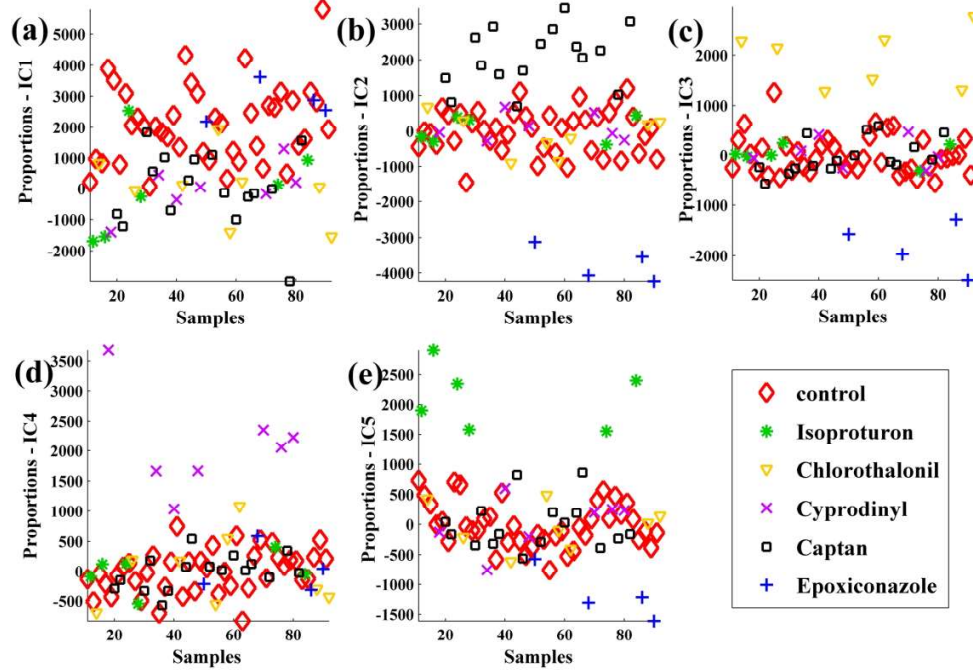 (a)
Proportions - IC1
5000
4000
3000
2000
1000
0
-1000
-2000
20 40 60 80
Samples
(b)
Proportions - IC2
3000
2000
1000
0
-1000
-2000
-3000
-4000
20 40 60 80
Samples
(c)
Proportions - IC3
2000
1000
0
-1000
-2000
20 40 60 80
Samples
(d)
Proportions - IC4
3500
3000
2500
2000
1500
1000
500
0
-500
20 40 60 80
Samples
(e)
Proportions - IC5
2500
2000
1500
1000
500
0
-500
-1000
-1500
20 40 60 80
Samples
control
Isoproturon
Chlorothalonil
Cyprodinyl
Captan
Epoxiconazole